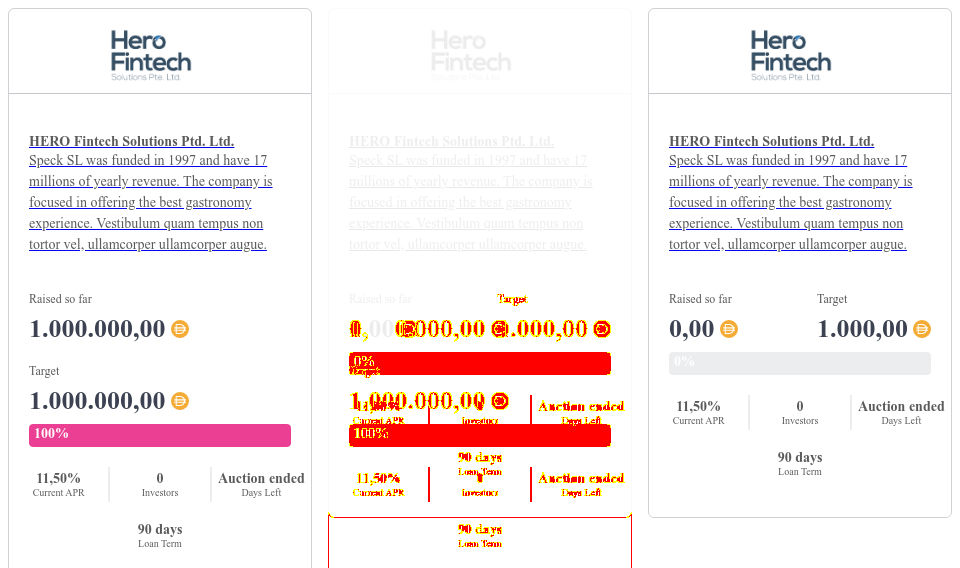 Hero
Fintech
Solutions Pte. Ltd.
HERO Fintech Solutions Ptd. Ltd.
Speck SL was funded in 1997 and have 17
millions of yearly revenue. The company is
focused in offering the best gastronomy
experience. Vestibulum quam tempus non
tortor vel, ullamcorper ullamcorper augue.
Raised so far
1.000.000,00
Target
1.000.000,00
100%
11,50%
Current APR
0
Investors
Auction ended
Days Left
90 days
Loan Term
Hero
Fintech
Solutions Pte. Ltd.
HERO Fintech Solutions Ptd. Ltd.
Speck SL was funded in 1997 and have 17
millions of yearly revenue. The company is
focused in offering the best gastronomy
experience. Vestibulum quam tempus non
tortor vel, ullamcorper ullamcorper augue.
Raised so far
Target
0%
1.000.000,00
100%
Auction ended
Days Left
90 days
Loan Term
11,50%
Current APR
Investors
Auction ended
Days Left
90 days
Loan Term
Hero
Fintech
Solutions Pte. Ltd.
HERO Fintech Solutions Ptd. Ltd.
Speck SL was funded in 1997 and have 17
millions of yearly revenue. The company is
focused in offering the best gastronomy
experience. Vestibulum quam tempus non
tortor vel, ullamcorper ullamcorper augue.
Raised so far
0,00
Target
1.000,00
0%
11,50%
Current APR
0
Investors
Auction ended
Days Left
90 days
Loan Term